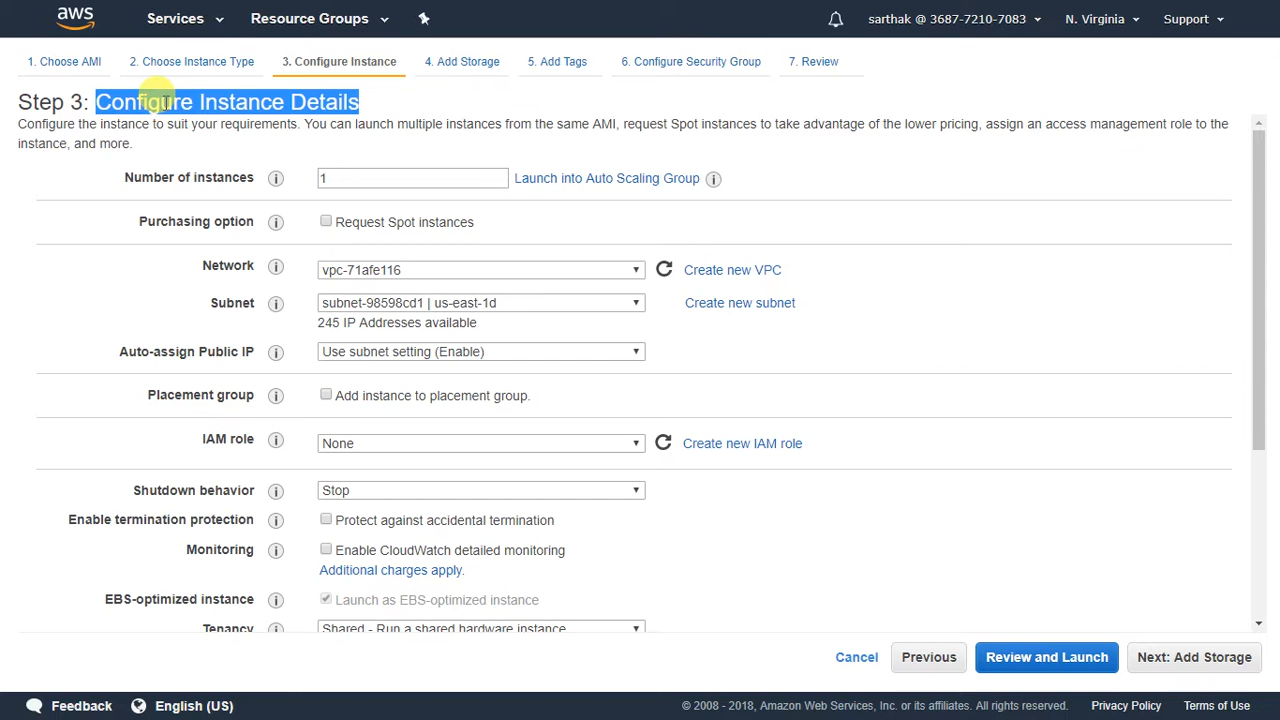 aws Services Resource Groups sarthak @ 3687-7210-7083 N. Virginia Support
1. Choose AMI 2. Choose Instance Type 3. Configure Instance 4. Add Storage 5. Add Tags 6. Configure Security Group 7. Review
Step 3: Configure Instance Details
Configure the instance to suit your requirements. You can launch multiple instances from the same AMI, request Spot instances to take advantage of the lower pricing, assign an access management role to the
instance, and more.
Number of instances i 1 Launch into Auto Scaling Group i
Purchasing option i Request Spot instances
Network i vpc-71afe116 Create new VPC
Subnet i subnet-98598cd1 | us-east-1d Create new subnet
245 IP Addresses available
Auto-assign Public IP i Use subnet setting (Enable)
Placement group i Add instance to placement group.
IAM role i None Create new IAM role
Shutdown behavior i Stop
Enable termination protection i Protect against accidental termination
Monitoring i Enable CloudWatch detailed monitoring
Additional charges apply.
EBS-optimized instance i Launch as EBS-optimized instance
Tenancy i Shared - Run a shared hardware instance
Cancel Previous Review and Launch Next: Add Storage
Feedback English (US) © 2008 - 2018, Amazon Web Services, Inc. or its affiliates. All rights reserved. Privacy Policy Terms of Use